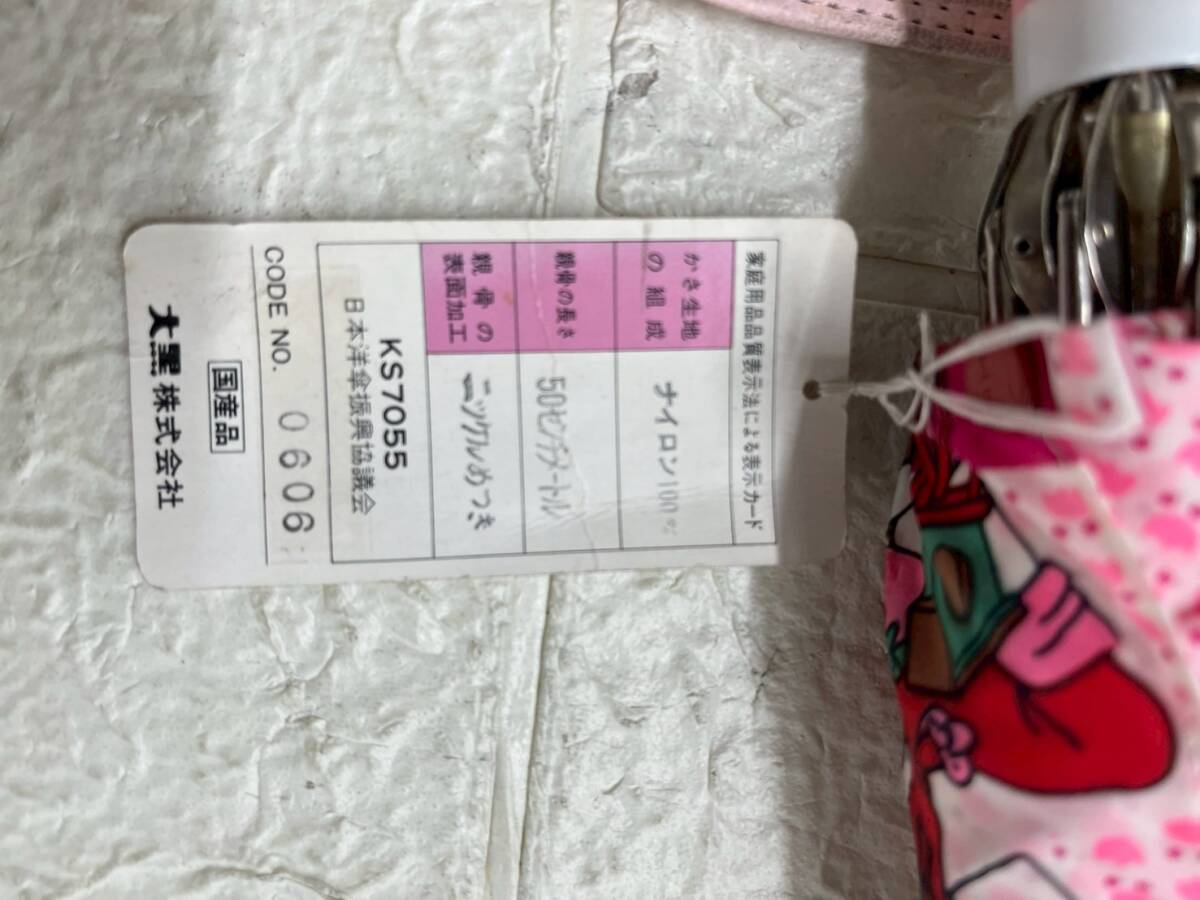 家庭用品品質表示法による表示カード
かさ生地の組成
ナイロン100%
親骨の長さ
50センチメートル
親骨の表面加工
ニッケルめつき
KS7055
日本洋傘振興協議会
CODE NO. 0606
国産品
株式会社